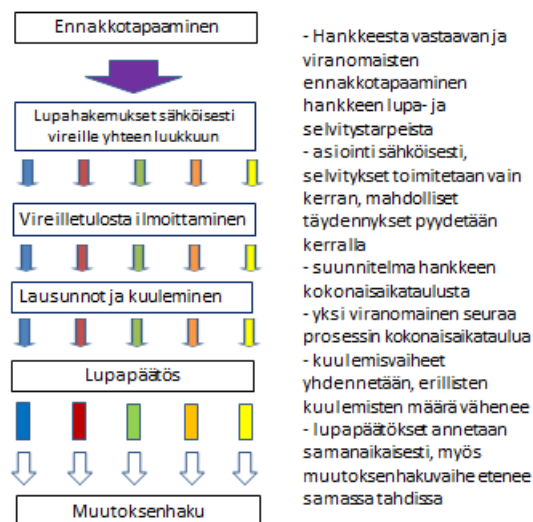 Ennakkotapaaminen
Lupahakemukset sähköisesti
vireille yhteen luukkuun
Vireilletulosta ilmoittaminen
Lausunnot ja kuuleminen
Lupapäätös
Muutoksenhaku
- Hankkeesta vastaavan ja
viranomaisten
ennakkotapaaminen
hankkeen lupa- ja
selvitystarpeista
- asiointi sähköisesti,
selvitykset toimitetaan vain
kerran, mahdolliset
täydennykset pyydetään
kerralla
- suunnitelma hankkeen
kokonaisaikataulusta
- yksi viranomainen seuraa
prosessin kokonaisaikataulua
- kuulemisvaiheet
yhdennetään, erillisten
kuulemisten määrä vähenee
- lupapäätökset annetaan
samanaikaisesti, myös
muutoksenhakuvaihe etenee
samassa tahdissa